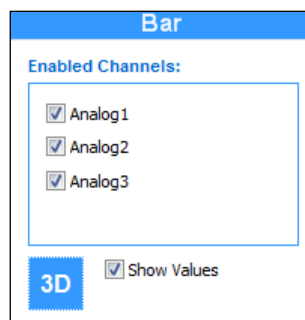 Bar
Enabled Channels:
Analog1
Analog2
Analog3
3D
Show Values